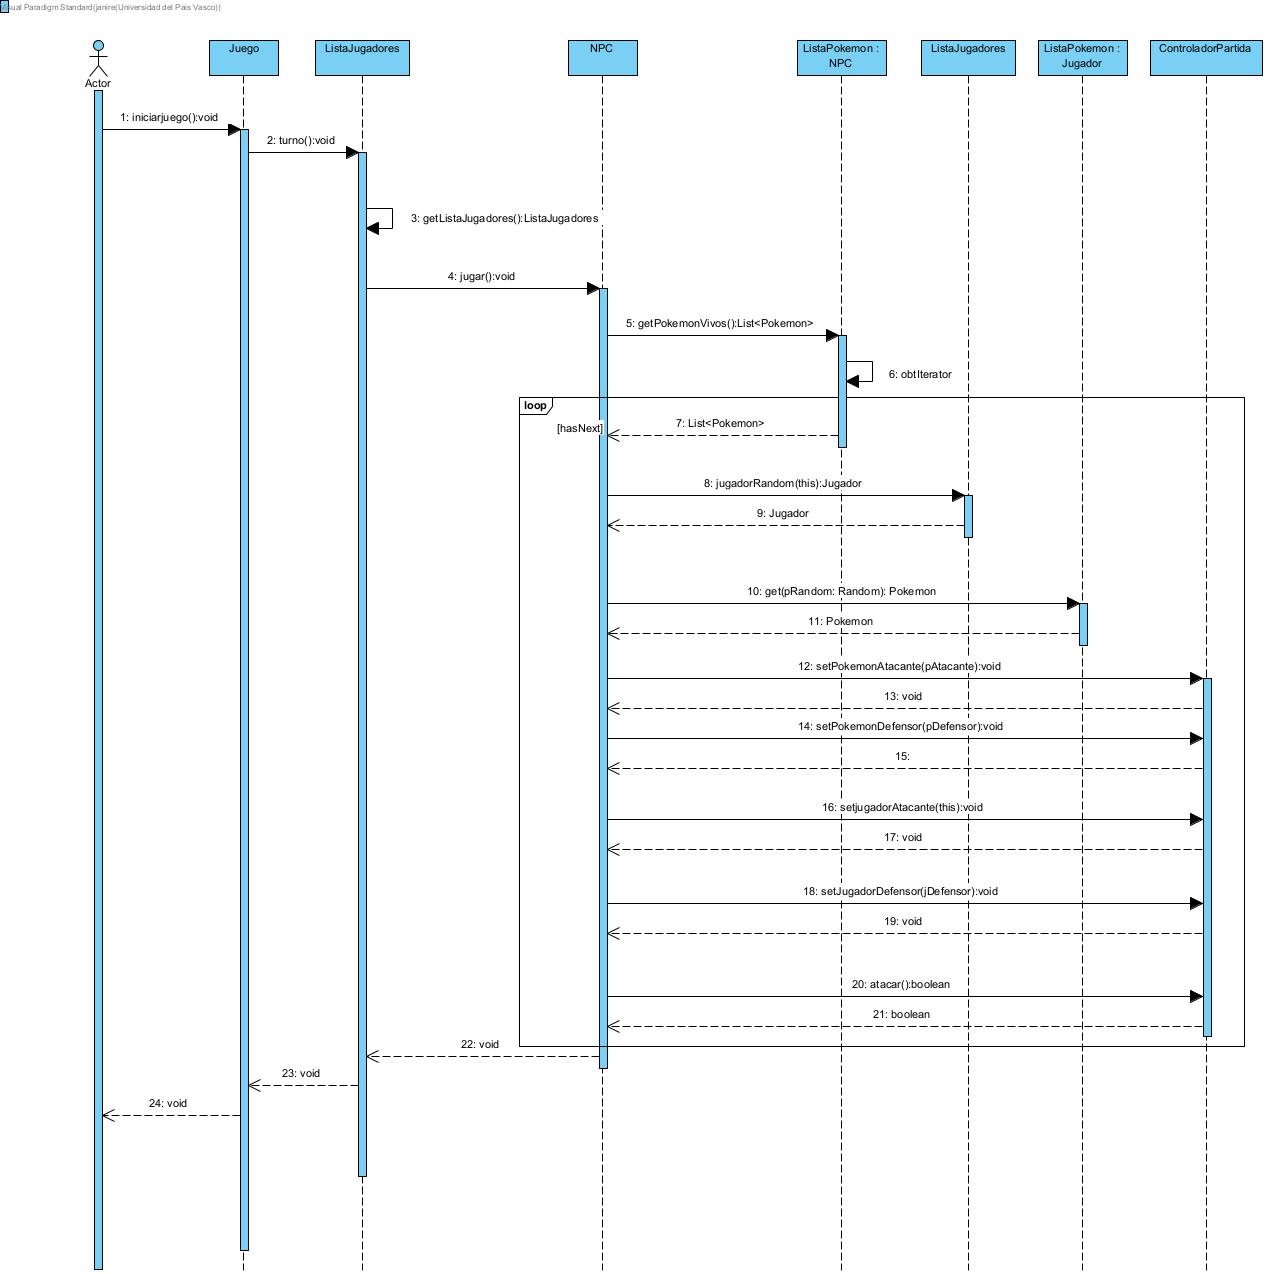 Visual Paradigm Standard(janire(Universidad del Pais Vasco))
Actor
Juego
ListaJugadores
NPC
ListaPokemon :
NPC
ListaJugadores
ListaPokemon :
Jugador
ControladorPartida
1: iniciarjuego():void
2: turno():void
3: getListaJugadores():ListaJugadores
4: jugar():void
5: getPokemonVivos():List<Pokemon>
6: obtIterator
loop
[hasNext]
7: List<Pokemon>
8: jugadorRandom(this):Jugador
9: Jugador
10: get(pRandom: Random): Pokemon
11: Pokemon
12: setPokemonAtacante(pAtacante):void
13: void
14: setPokemonDefensor(pDefensor):void
15:
16: setjugadorAtacante(this):void
17: void
18: setJugadorDefensor(jDefensor):void
19: void
20: atacar():boolean
21: boolean
22: void
23: void
24: void